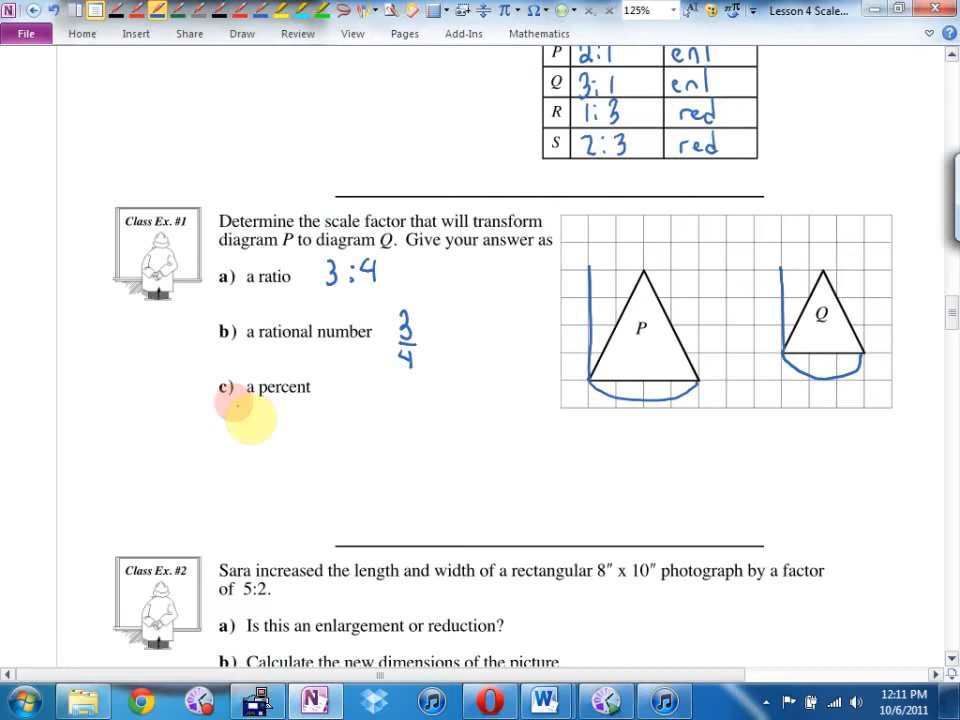 125%
Lesson 4 Scale...
File Home Insert Share Draw Review View Pages Add-Ins Mathematics
P 2:1 enl
Q 3:1 enl
R 1:3 red
S 2:3 red
Class Ex. #1
Determine the scale factor that will transform
diagram P to diagram Q. Give your answer as
a) a ratio 3:4
b) a rational number 3/4
c) a percent
P
Q
Class Ex. #2
Sara increased the length and width of a rectangular 8″ x 10″ photograph by a factor
of 5:2.
a) Is this an enlargement or reduction?
b) Calculate the new dimensions of the picture
12:11 PM
10/6/2011